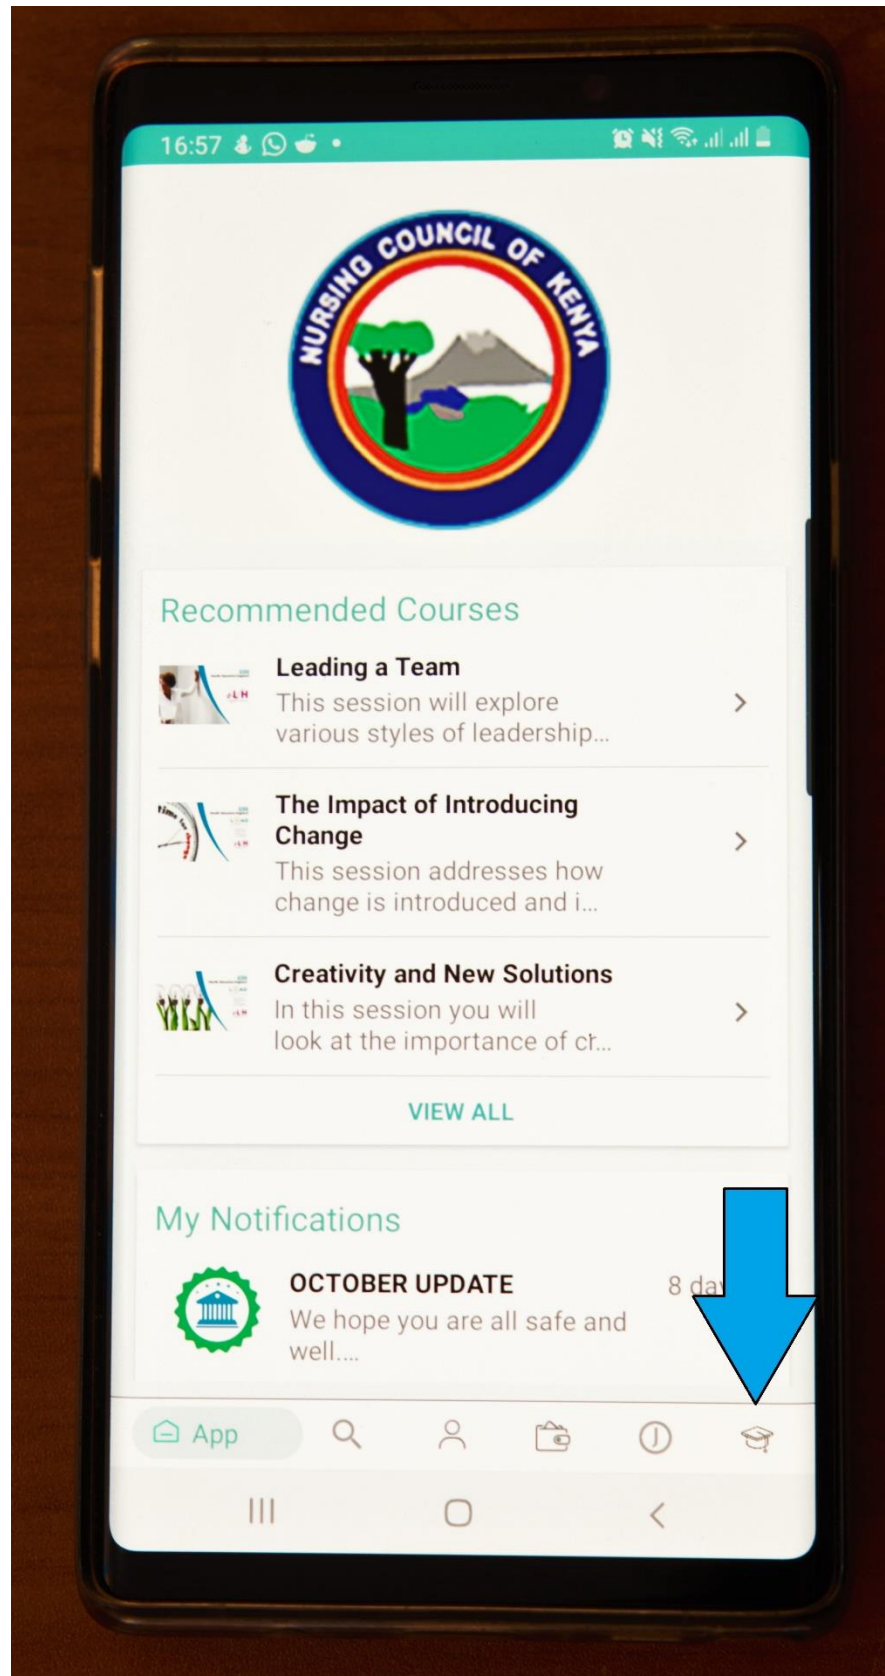 16:57
NURSING COUNCIL OF KENYA
Recommended Courses
Leading a Team
This session will explore
various styles of leadership...
The Impact of Introducing
Change
This session addresses how
change is introduced and i...
Creativity and New Solutions
In this session you will
look at the importance of cr...
VIEW ALL
My Notifications
OCTOBER UPDATE
8
We hope you are all safe and
well....
App